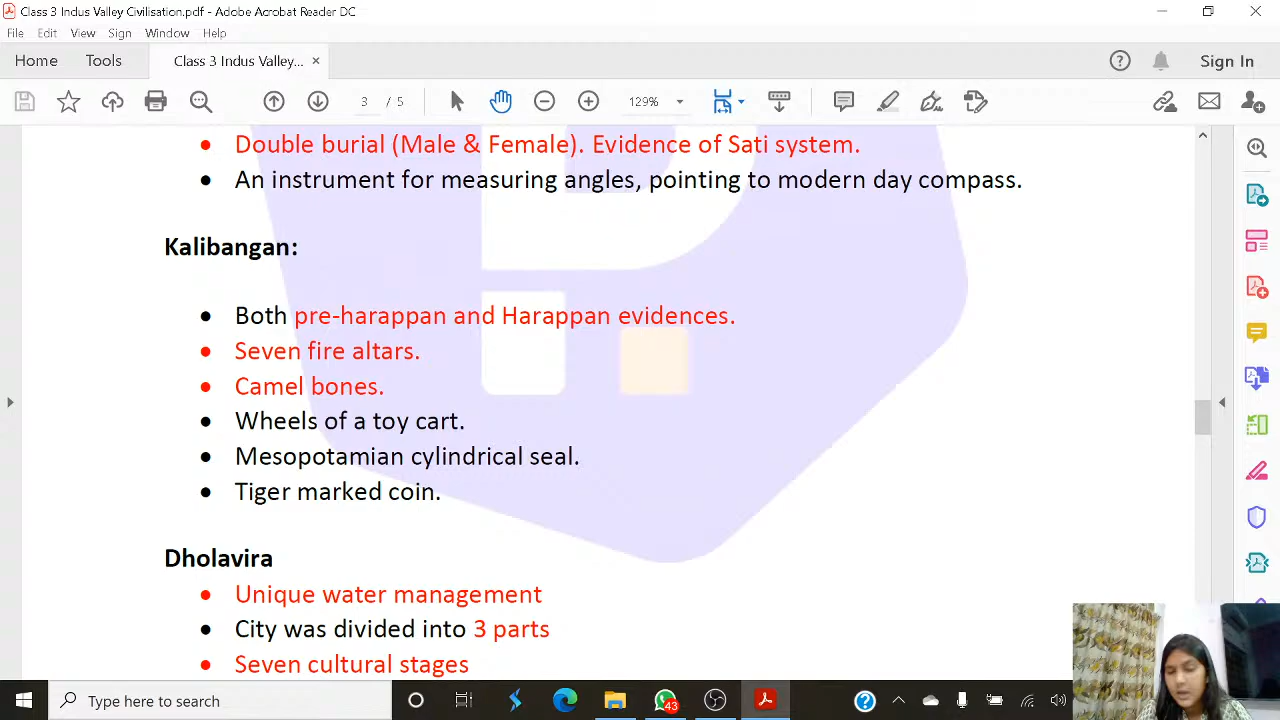 Class 3 Indus Valley Civilisation.pdf - Adobe Acrobat Reader DC
File Edit View Sign Window Help
Home Tools Class 3 Indus Valley... × Sign In
3 / 5 129%
• Double burial (Male & Female). Evidence of Sati system.
• An instrument for measuring angles, pointing to modern day compass.
Kalibangan:
• Both pre-harappan and Harappan evidences.
• Seven fire altars.
• Camel bones.
• Wheels of a toy cart.
• Mesopotamian cylindrical seal.
• Tiger marked coin.
Dholavira
• Unique water management
• City was divided into 3 parts
• Seven cultural stages
Type here to search
43